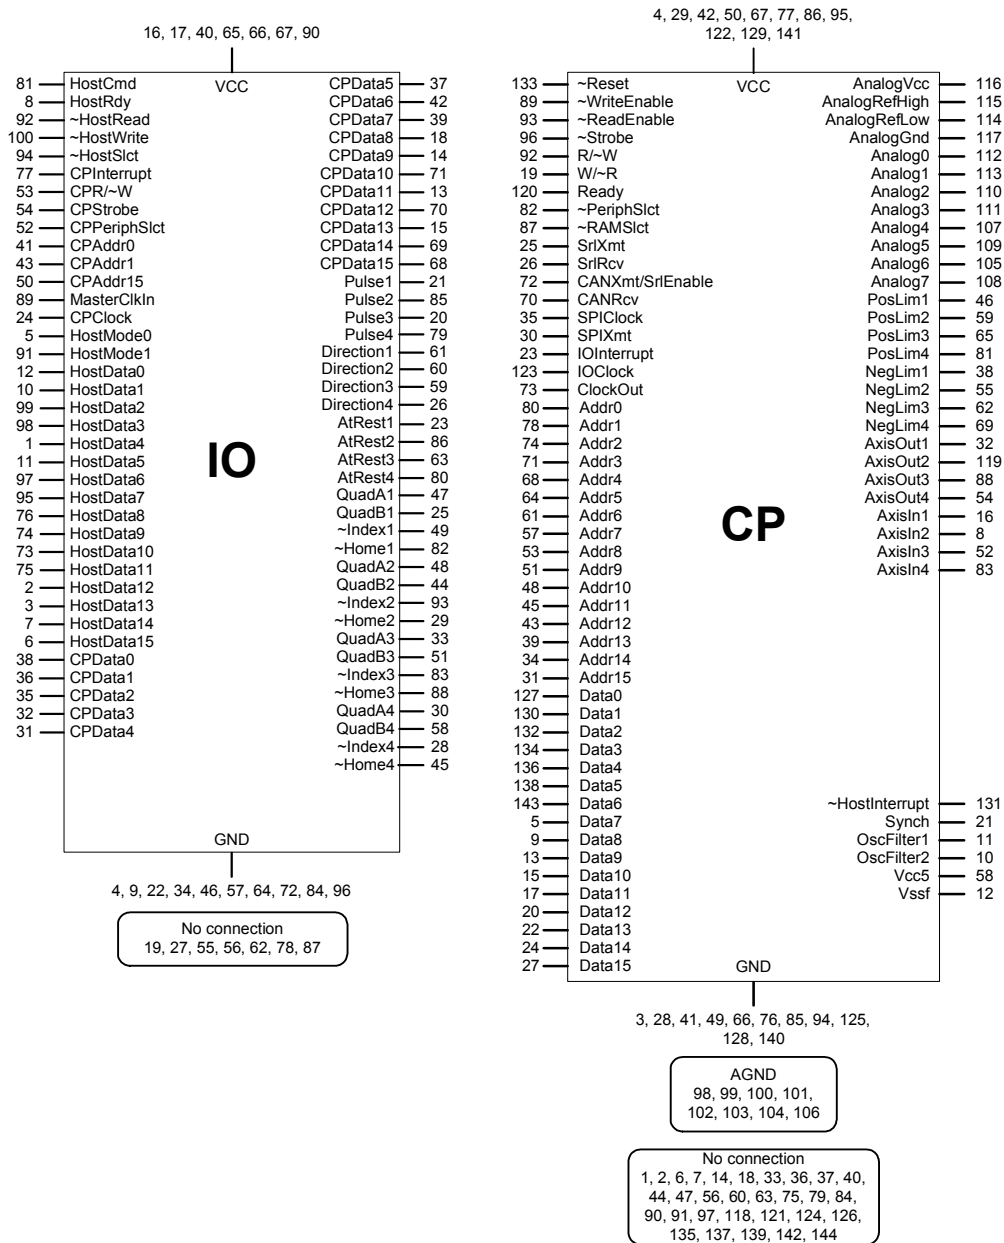 16, 17, 40, 65, 66, 67, 90
VCC
81 HostCmd
8 HostRdy
92 ~HostRead
100 ~HostWrite
94 ~HostSlct
77 CPInterrupt
53 CPR/~W
54 CPStrobe
52 CPPeriphSlct
41 CPAddr0
43 CPAddr1
50 CPAddr15
89 MasterClkIn
24 CPClock
5 HostMode0
91 HostMode1
12 HostData0
10 HostData1
99 HostData2
98 HostData3
1 HostData4
11 HostData5
97 HostData6
95 HostData7
76 HostData8
74 HostData9
73 HostData10
75 HostData11
2 HostData12
3 HostData13
7 HostData14
6 HostData15
38 CPData0
36 CPData1
35 CPData2
32 CPData3
31 CPData4
IO
CPData5 37
CPData6 42
CPData7 39
CPData8 18
CPData9 14
CPData10 71
CPData11 13
CPData12 70
CPData13 15
CPData14 69
CPData15 68
Pulse1 21
Pulse2 85
Pulse3 20
Pulse4 79
Direction1 61
Direction2 60
Direction3 59
Direction4 26
AtRest1 23
AtRest2 86
AtRest3 63
AtRest4 80
QuadA1 47
QuadB1 25
~Index1 49
~Home1 82
QuadA2 48
QuadB2 44
~Index2 93
~Home2 29
QuadA3 33
QuadB3 51
~Index3 83
~Home3 88
QuadA4 30
QuadB4 58
~Index4 28
~Home4 45
GND
4, 9, 22, 34, 46, 57, 64, 72, 84, 96
No connection
19, 27, 55, 56, 62, 78, 87
4, 29, 42, 50, 67, 77, 86, 95,
122, 129, 141
VCC
133 ~Reset
89 ~WriteEnable
93 ~ReadEnable
96 ~Strobe
92 R/~W
19 W/~R
120 Ready
82 ~PeriphSlct
87 ~RAMSlct
25 SrlXmt
26 SrlRcv
72 CANXmt/SrlEnable
70 CANRcv
35 SPIClock
30 SPIXmt
23 IOInterrupt
123 IOClock
73 ClockOut
80 Addr0
78 Addr1
74 Addr2
71 Addr3
68 Addr4
64 Addr5
61 Addr6
57 Addr7
53 Addr8
51 Addr9
48 Addr10
45 Addr11
43 Addr12
39 Addr13
34 Addr14
31 Addr15
127 Data0
130 Data1
132 Data2
134 Data3
136 Data4
138 Data5
143 Data6
5 Data7
9 Data8
13 Data9
15 Data10
17 Data11
20 Data12
22 Data13
24 Data14
27 Data15
CP
AnalogVcc 116
AnalogRefHigh 115
AnalogRefLow 114
AnalogGnd 117
Analog0 112
Analog1 113
Analog2 110
Analog3 111
Analog4 107
Analog5 109
Analog6 105
Analog7 108
PosLim1 46
PosLim2 59
PosLim3 65
PosLim4 81
NegLim1 38
NegLim2 55
NegLim3 62
NegLim4 69
AxisOut1 32
AxisOut2 119
AxisOut3 88
AxisOut4 54
AxisIn1 16
AxisIn2 8
AxisIn3 52
AxisIn4 83
~HostInterrupt 131
Synch 21
OscFilter1 11
OscFilter2 10
Vcc5 58
Vssf 12
GND
3, 28, 41, 49, 66, 76, 85, 94, 125,
128, 140
AGND
98, 99, 100, 101,
102, 103, 104, 106
No connection
1, 2, 6, 7, 14, 18, 33, 36, 37, 40,
44, 47, 56, 60, 63, 75, 79, 84,
90, 91, 97, 118, 121, 124, 126,
135, 137, 139, 142, 144